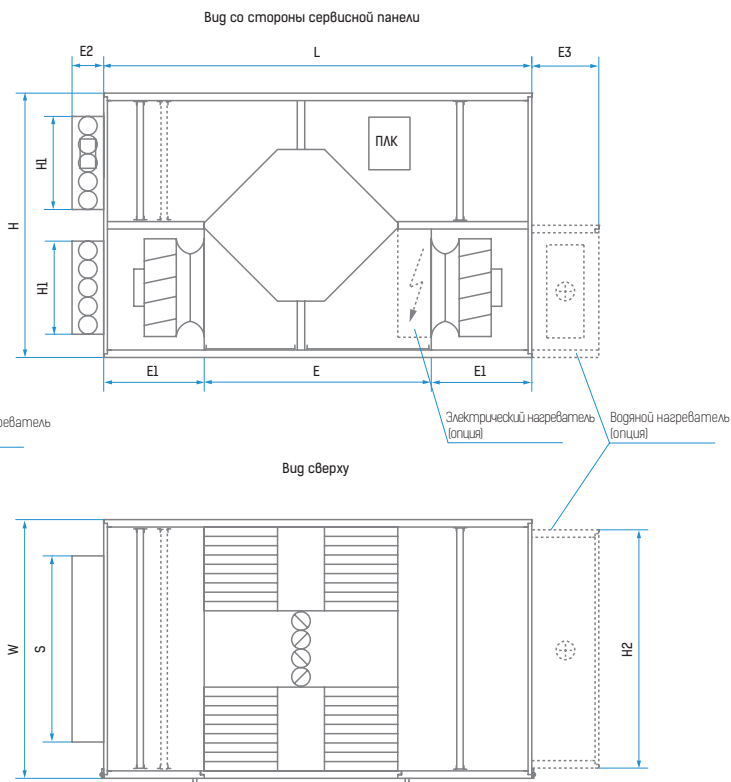 Вид со стороны сервисной панели
E2
L
E3
ПЛК
H1
H
H1
E1
E
E1
Электрический нагреватель
(опция)
Водяной нагреватель
(опция)
Вид сверху
W
S
H2